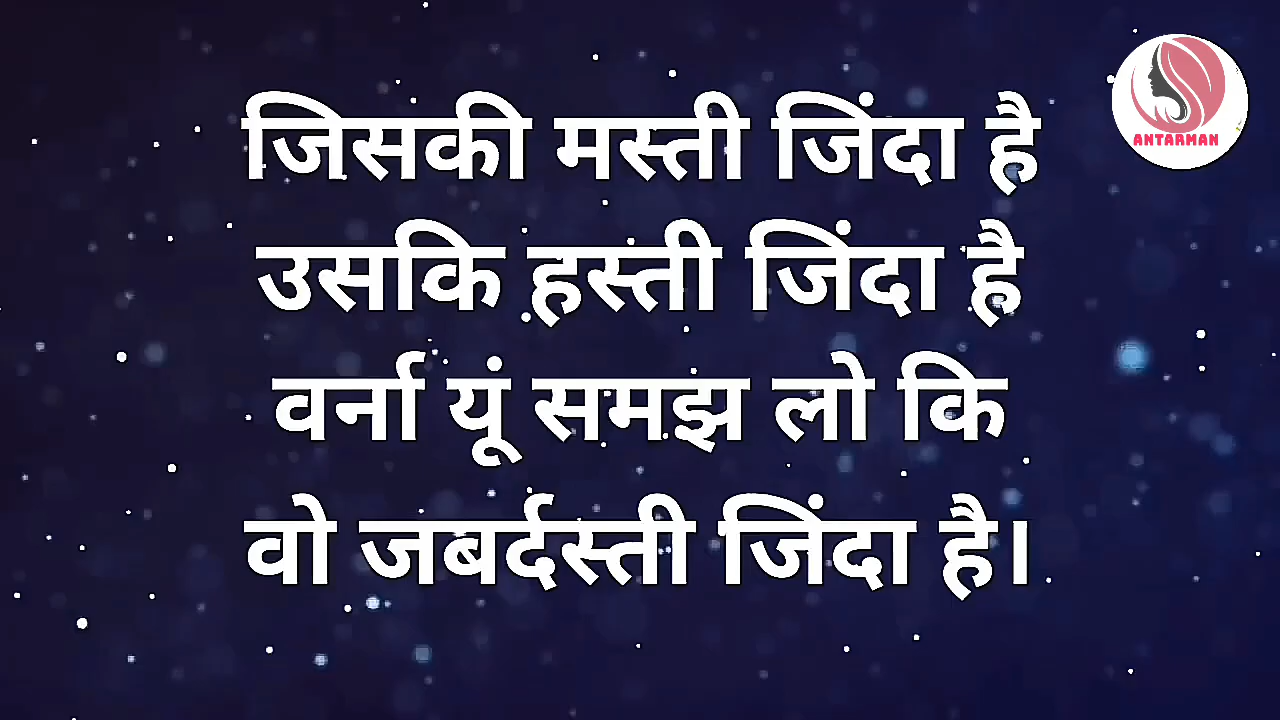 जिसकी मस्ती जिंदा है
उसकि हस्ती जिंदा है
वर्ना यूं समझ लो कि
वो जबर्दस्ती जिंदा है।
ANTARMAN